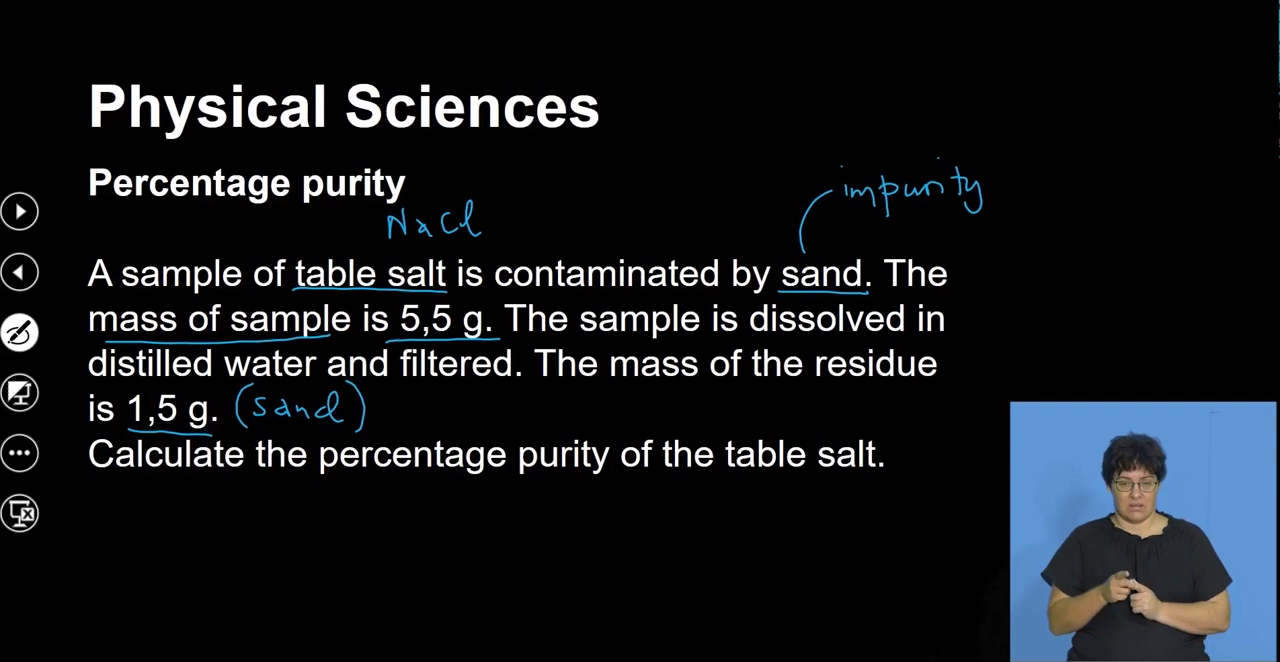 Physical Sciences
Percentage purity
impurity
NaCl
A sample of table salt is contaminated by sand. The
mass of sample is 5,5 g. The sample is dissolved in
distilled water and filtered. The mass of the residue
is 1,5 g. (sand)
Calculate the percentage purity of the table salt.